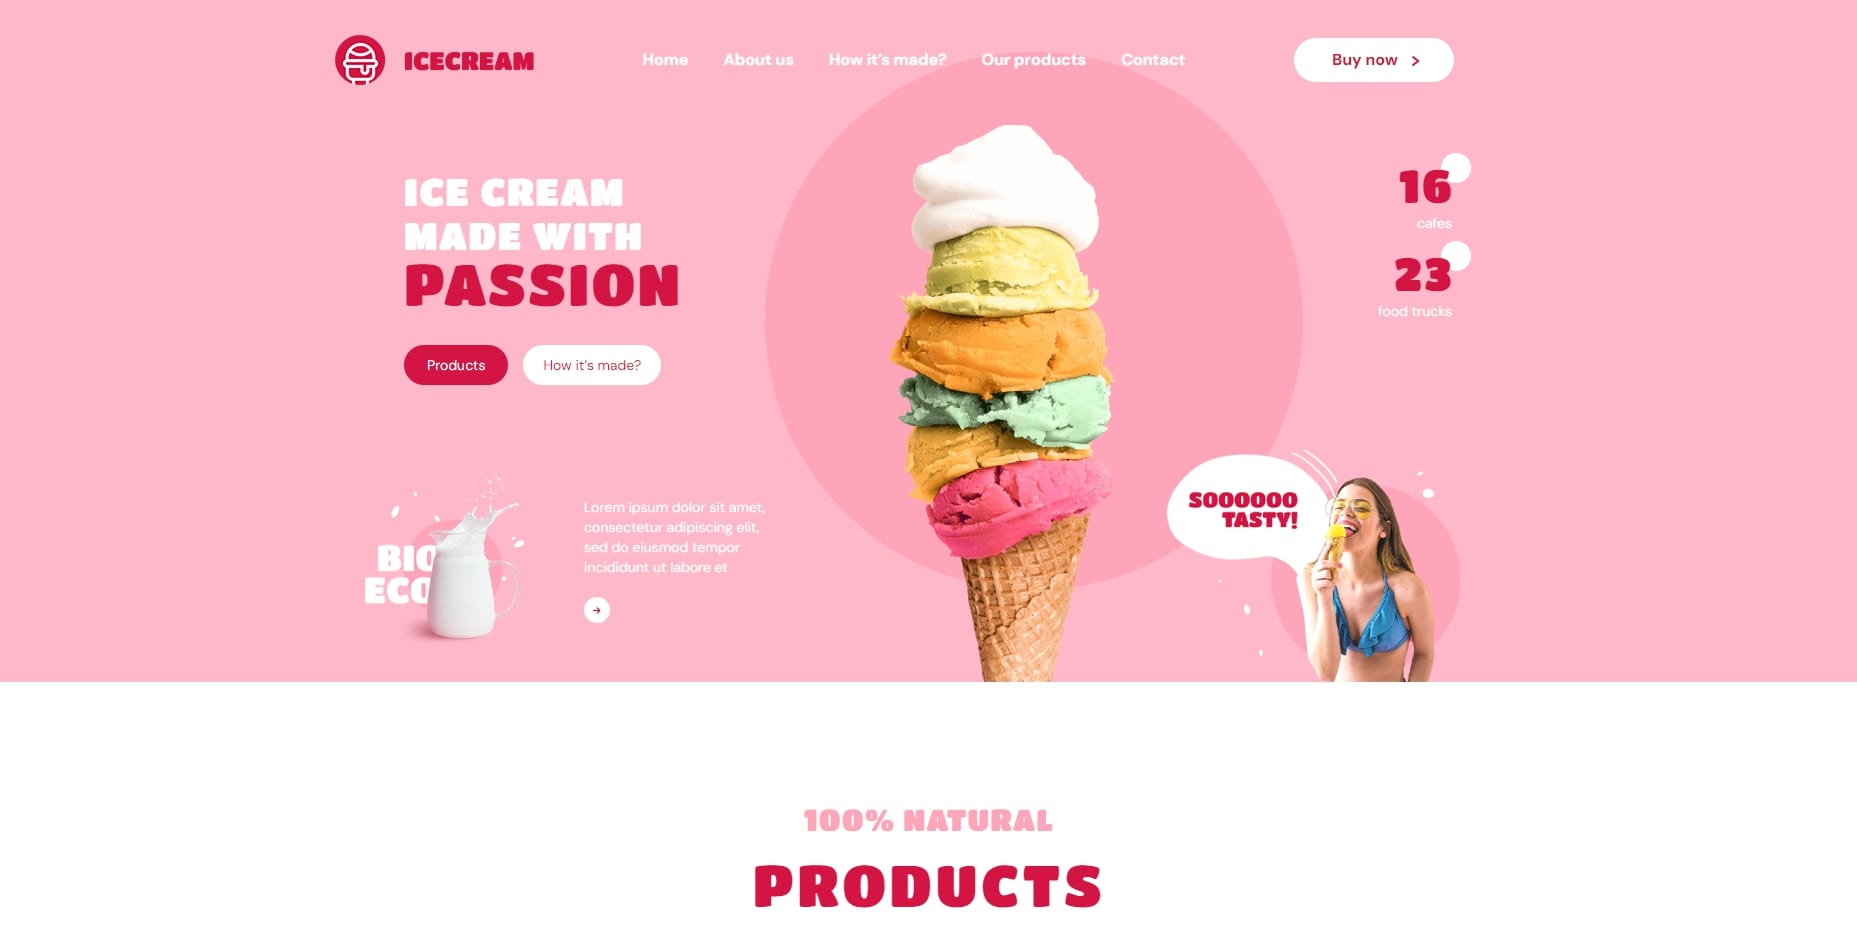 ICECREAM
Home
About us
How it's made?
Our products
Contact
Buy now
ICE CREAM
MADE WITH
PASSION
Products
How it's made?
16
cafes
23
food trucks
BIO
ECO
Lorem ipsum dolor sit amet,
consectetur adipiscing elit,
sed do eiusmod tempor
incididunt ut labore et
SOOOOOO
TASTY!
100% NATURAL
PRODUCTS